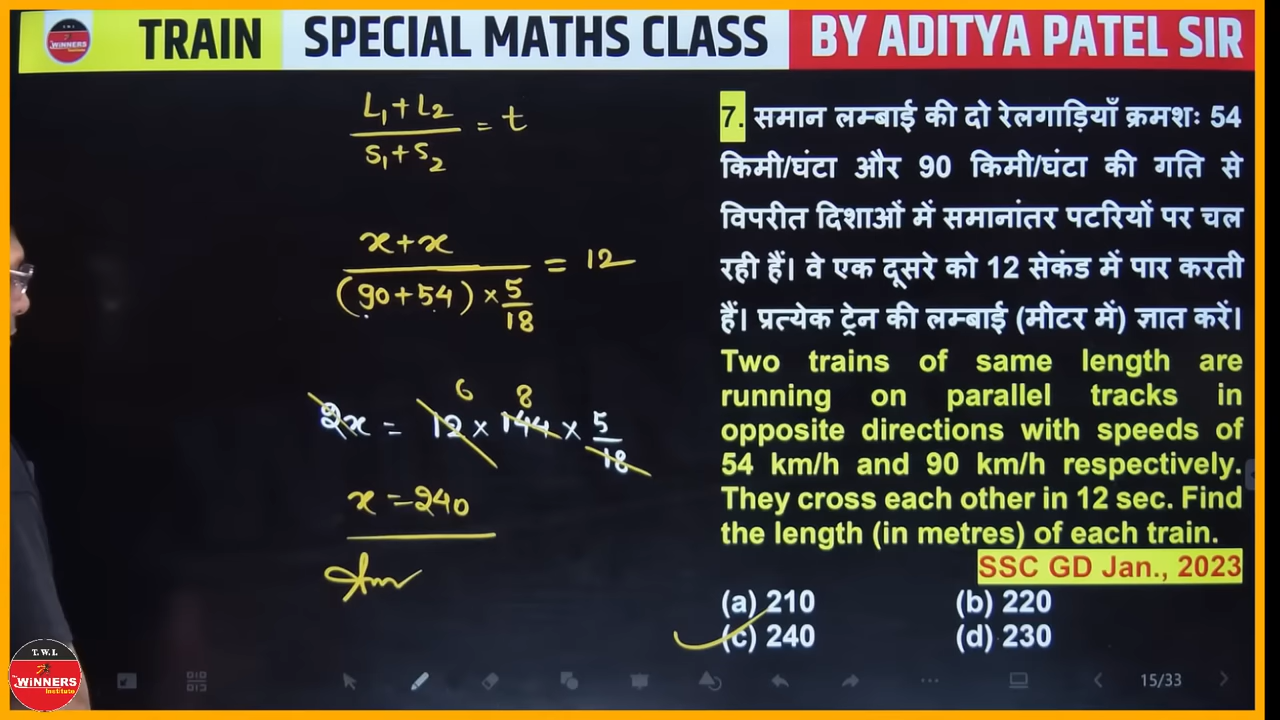 WiNNERS
TRAIN
SPECIAL MATHS CLASS
BY ADITYA PATEL SIR
L₁ + L₂
S₁ + S₂
= t
x + x
(90 + 54) × 5/18
= 12
6 8
2x = 12 × 144 × 5/18
x = 240
Ans
7. समान लम्बाई की दो रेलगाड़ियाँ क्रमशः 54
किमी/घंटा और 90 किमी/घंटा की गति से
विपरीत दिशाओं में समानांतर पटरियों पर चल
रही हैं। वे एक दूसरे को 12 सेकंड में पार करती
हैं। प्रत्येक ट्रेन की लम्बाई (मीटर में) ज्ञात करें।
Two trains of same length are
running on parallel tracks in
opposite directions with speeds of
54 km/h and 90 km/h respectively.
They cross each other in 12 sec. Find
the length (in metres) of each train.
SSC GD Jan., 2023
(a) 210 (b) 220
(c) 240 (d) 230
T.W.I.
WiNNERS
Institute
15/33